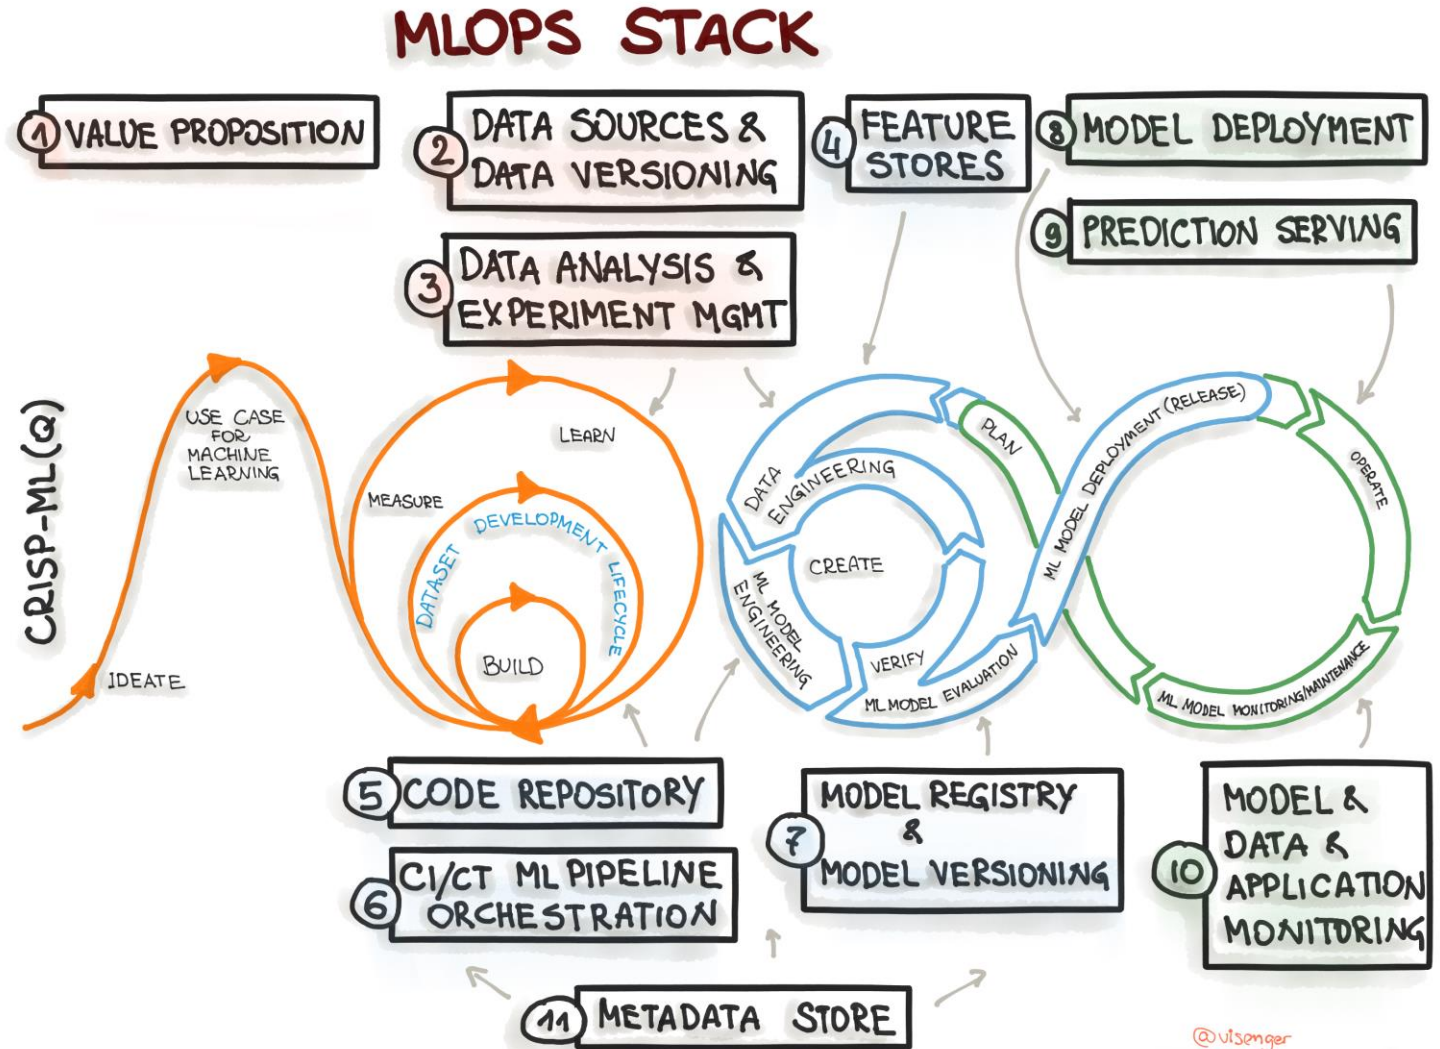 MLOPS STACK
1 VALUE PROPOSITION
2 DATA SOURCES &
DATA VERSIONING
3 DATA ANALYSIS &
EXPERIMENT MGMT
4 FEATURE
STORES
8 MODEL DEPLOYMENT
9 PREDICTION SERVING
CRISP-ML(Q)
IDEATE
USE CASE
FOR
MACHINE
LEARNING
MEASURE
LEARN
DATASET DEVELOPMENT LIFECYCLE
BUILD
DATA
ENGINEERING
CREATE
ML MODEL
ENGINEERING
VERIFY
ML MODEL EVALUATION
PLAN
ML MODEL DEPLOYMENT (RELEASE)
OPERATE
ML MODEL MONITORING/MAINTENANCE
5 CODE REPOSITORY
6 CI/CT ML PIPELINE
ORCHESTRATION
7 MODEL REGISTRY
&
MODEL VERSIONING
10 MODEL &
DATA &
APPLICATION
MONITORING
11 METADATA STORE
@visenger